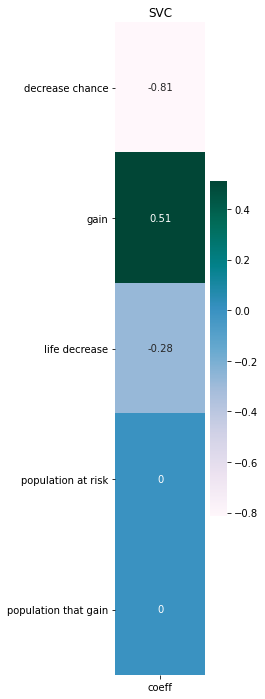 SVC
decrease chance
-0.81
gain
0.51
life decrease
-0.28
population at risk
0
population that gain
0
coeff
0.4
0.2
0.0
−0.2
−0.4
−0.6
−0.8